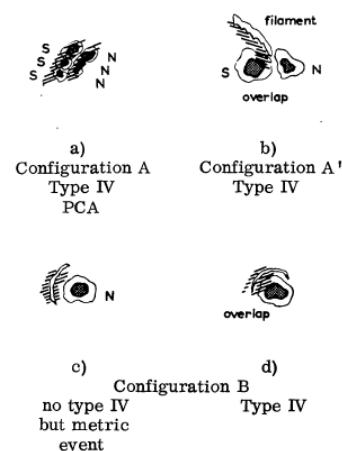 filament
S N
S N
S N
N
S N
overlap
a) b)
Configuration A Configuration A'
Type IV Type IV
PCA
N
overlap
c) d)
Configuration B
no type IV Type IV
but metric
event